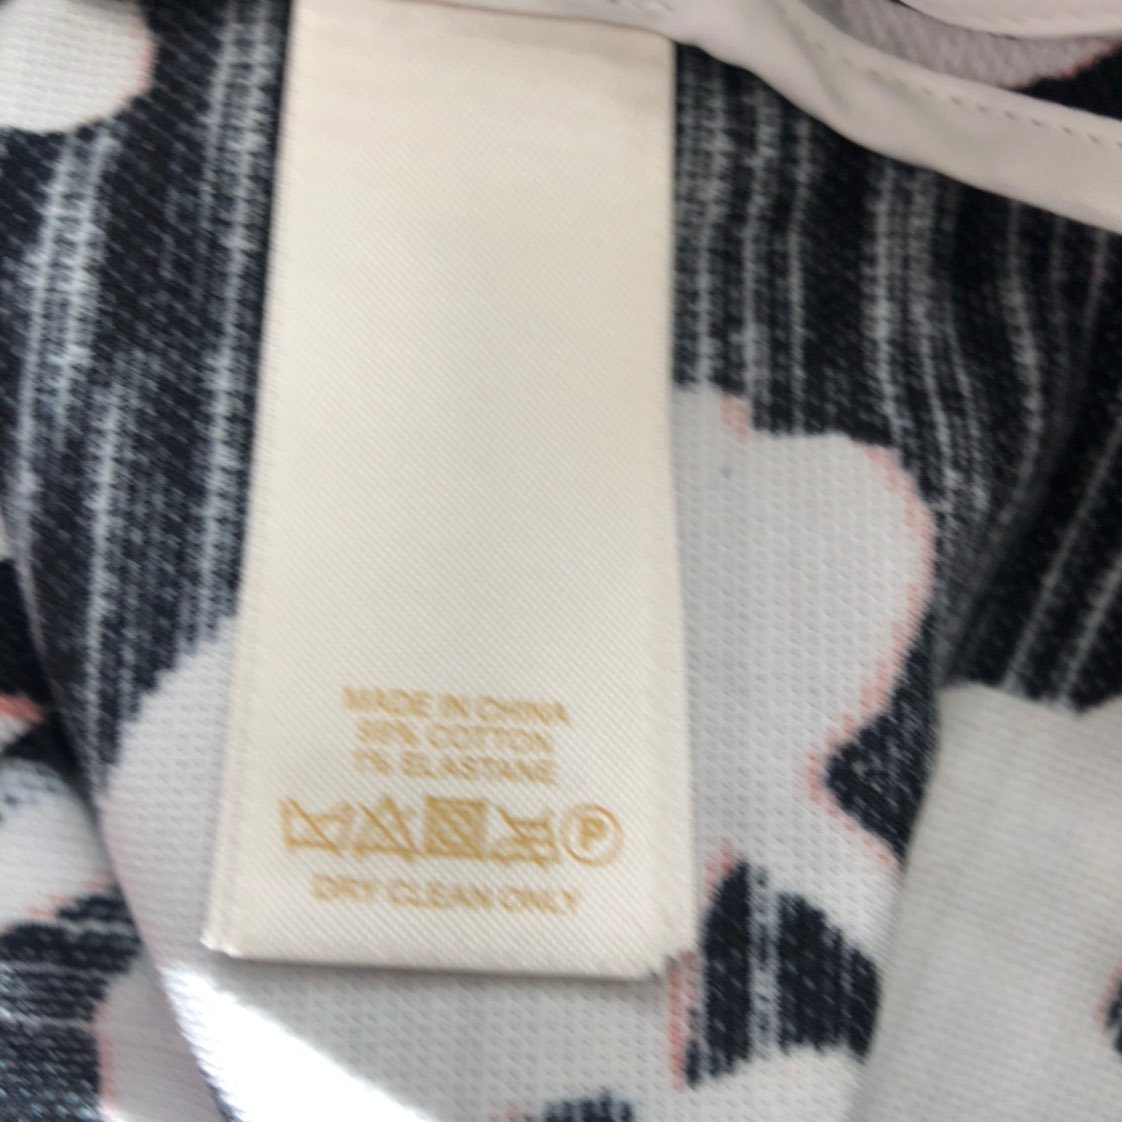 MADE IN CHINA
93% COTTON
7% ELASTANE
P
DRY CLEAN ONLY